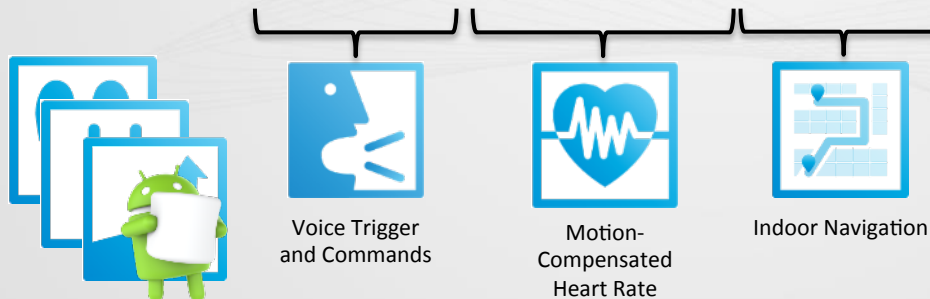 Voice Trigger
and Commands
Motion-
Compensated
Heart Rate
Indoor Navigation